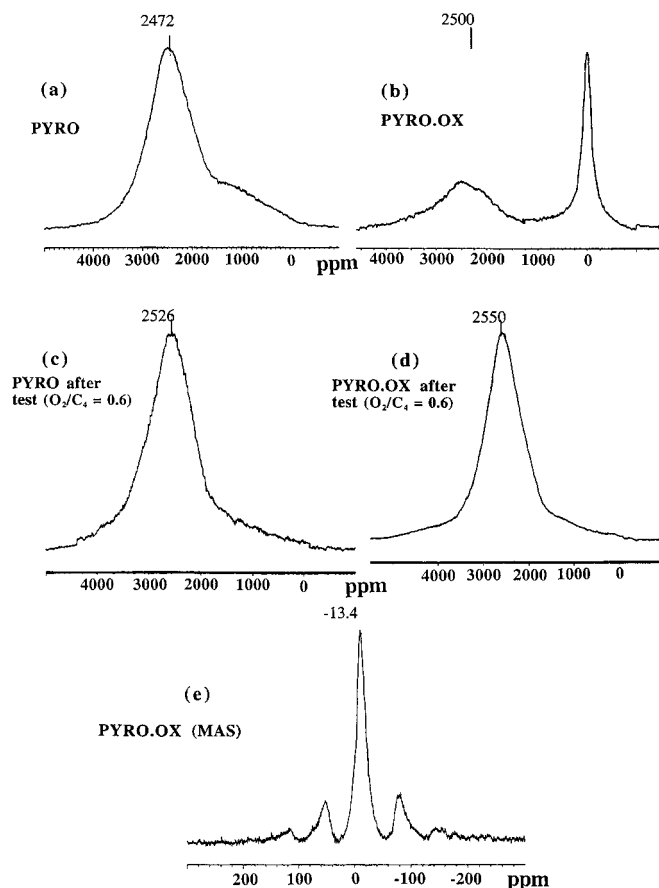 2472
(a)
PYRO
4000 3000 2000 1000 0 ppm
2500
(b)
PYRO.OX
4000 3000 2000 1000 0
2526
(c)
PYRO after
test (O₂/C₄ = 0.6)
4000 3000 2000 1000 0 ppm
2550
(d)
PYRO.OX after
test (O₂/C₄ = 0.6)
4000 3000 2000 1000 0
-13.4
(e)
PYRO.OX (MAS)
200 100 0 -100 -200 ppm